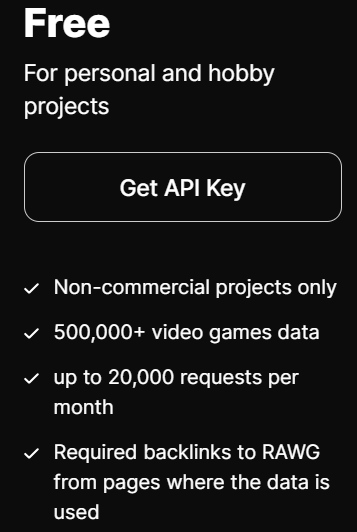 Free
For personal and hobby
projects
Get API Key
Non-commercial projects only
500,000+ video games data
up to 20,000 requests per
month
Required backlinks to RAWG
from pages where the data is
used